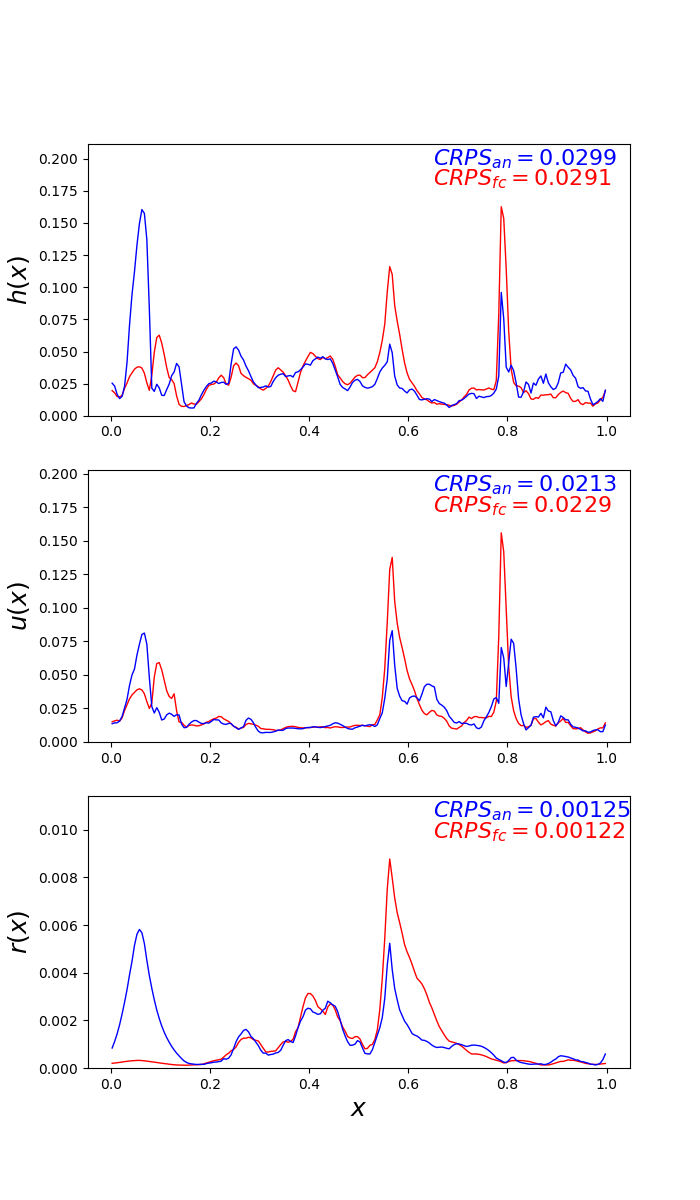 CRPS_an = 0.0299
CRPS_fc = 0.0291
0.200
0.175
0.150
0.125
0.100
0.075
0.050
0.025
0.000
h(x)
0.0 0.2 0.4 0.6 0.8 1.0
CRPS_an = 0.0213
CRPS_fc = 0.0229
0.200
0.175
0.150
0.125
0.100
0.075
0.050
0.025
0.000
u(x)
0.0 0.2 0.4 0.6 0.8 1.0
CRPS_an = 0.00125
CRPS_fc = 0.00122
0.010
0.008
0.006
0.004
0.002
0.000
r(x)
0.0 0.2 0.4 0.6 0.8 1.0
x